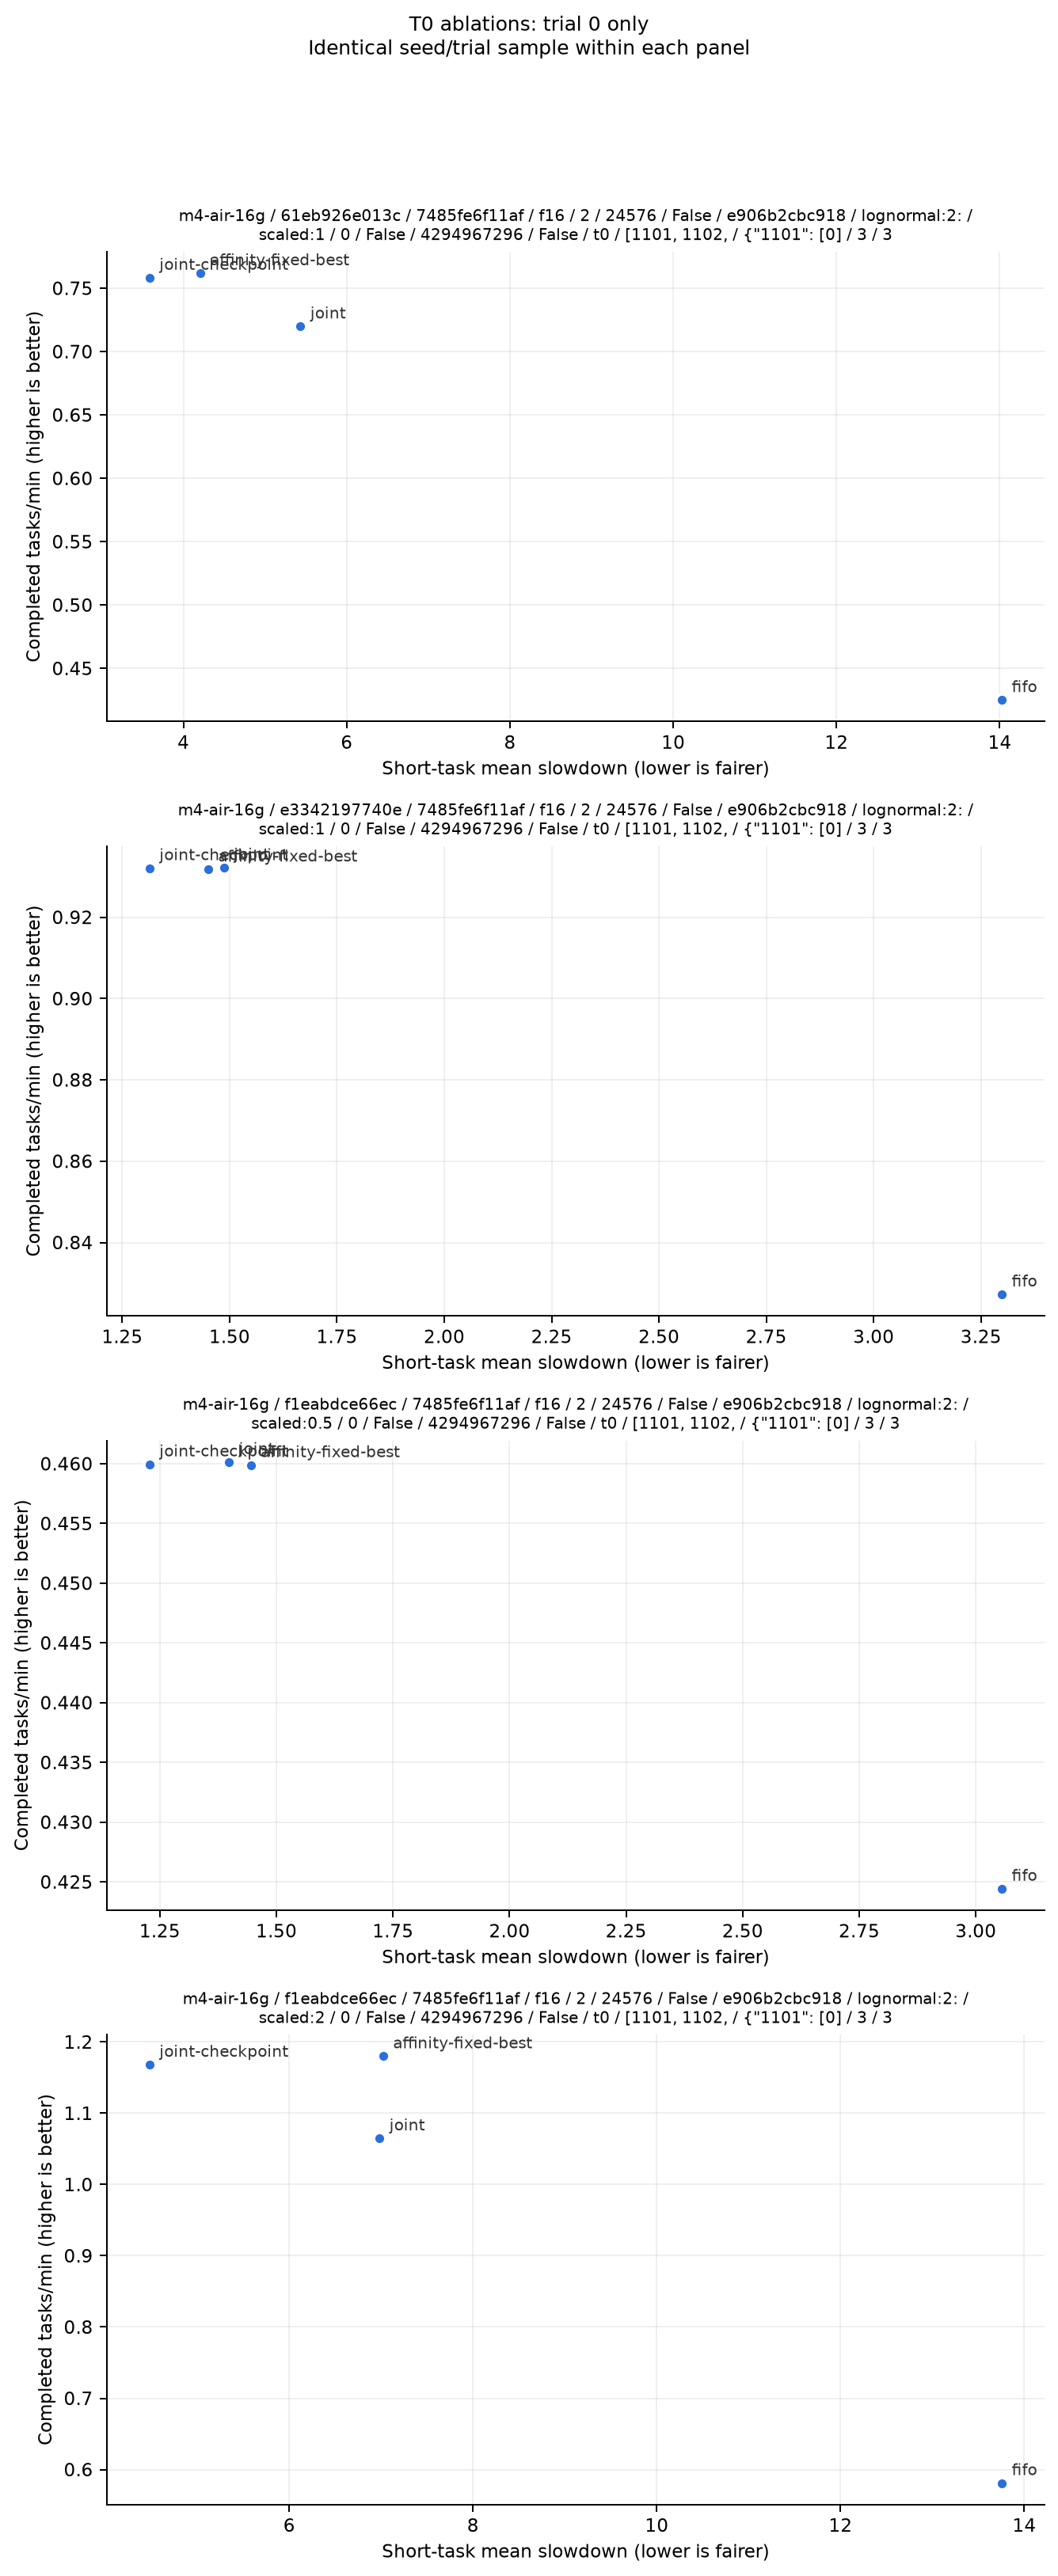 T0 ablations: trial 0 only
Identical seed/trial sample within each panel
m4-air-16g / 61eb926e013c / 7485fe6f11af / f16 / 2 / 24576 / False / e906b2cbc918 / lognormal:2: /
scaled:1 / 0 / False / 4294967296 / False / t0 / [1101, 1102, / {"1101": [0] / 3 / 3
joint-checkpoint
affinity-fixed-best
joint
fifo
0.75
0.70
0.65
0.60
0.55
0.50
0.45
Completed tasks/min (higher is better)
4 6 8 10 12 14
Short-task mean slowdown (lower is fairer)
m4-air-16g / e3342197740e / 7485fe6f11af / f16 / 2 / 24576 / False / e906b2cbc918 / lognormal:2: /
scaled:1 / 0 / False / 4294967296 / False / t0 / [1101, 1102, / {"1101": [0] / 3 / 3
joint-checkpoint
affinity-fixed-best
fifo
0.92
0.90
0.88
0.86
0.84
Completed tasks/min (higher is better)
1.25 1.50 1.75 2.00 2.25 2.50 2.75 3.00 3.25
Short-task mean slowdown (lower is fairer)
m4-air-16g / f1eabdce66ec / 7485fe6f11af / f16 / 2 / 24576 / False / e906b2cbc918 / lognormal:2: /
scaled:0.5 / 0 / False / 4294967296 / False / t0 / [1101, 1102, / {"1101": [0] / 3 / 3
joint-checkpoint
joint
affinity-fixed-best
fifo
0.460
0.455
0.450
0.445
0.440
0.435
0.430
0.425
Completed tasks/min (higher is better)
1.25 1.50 1.75 2.00 2.25 2.50 2.75 3.00
Short-task mean slowdown (lower is fairer)
m4-air-16g / f1eabdce66ec / 7485fe6f11af / f16 / 2 / 24576 / False / e906b2cbc918 / lognormal:2: /
scaled:2 / 0 / False / 4294967296 / False / t0 / [1101, 1102, / {"1101": [0] / 3 / 3
affinity-fixed-best
joint-checkpoint
joint
fifo
1.2
1.1
1.0
0.9
0.8
0.7
0.6
Completed tasks/min (higher is better)
6 8 10 12 14
Short-task mean slowdown (lower is fairer)